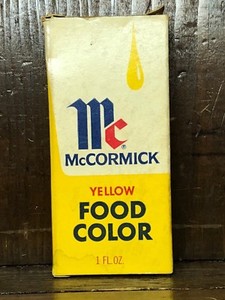 Mc
McCORMICK
YELLOW
FOOD
COLOR
1 FL. OZ.